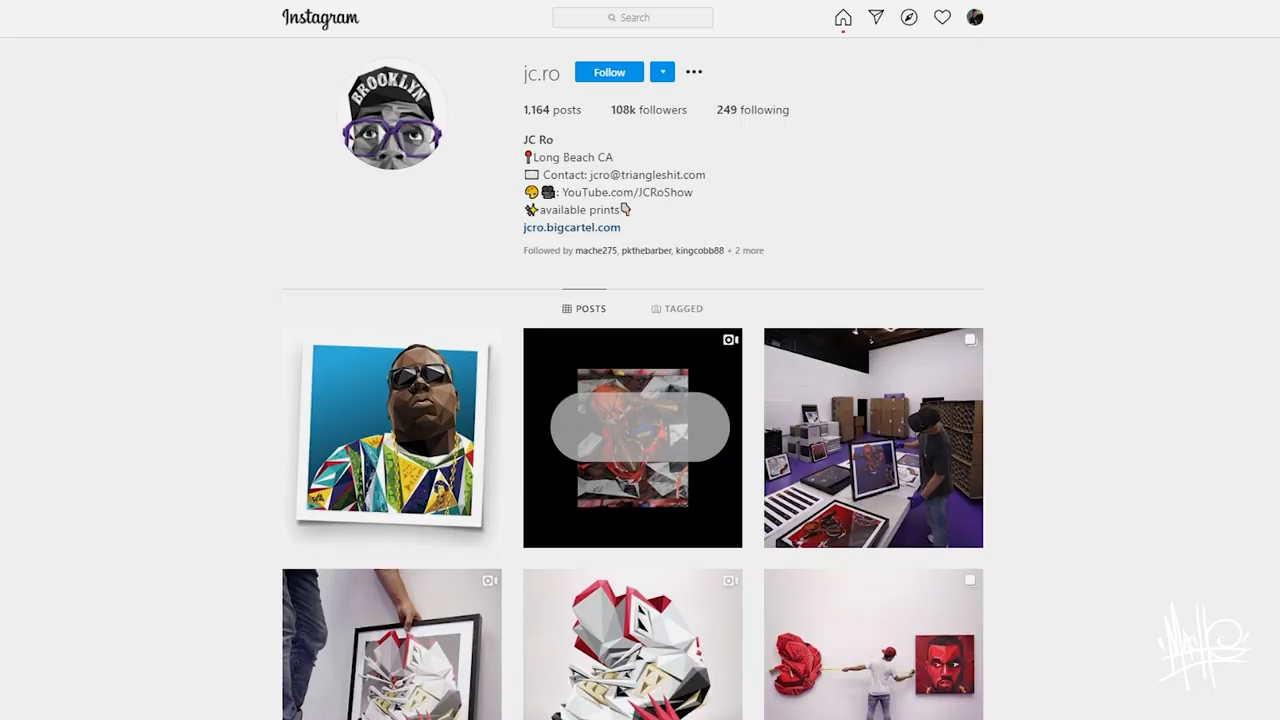 Instagram
Search
jc.ro
Follow
1,164 posts 108k followers 249 following
JC Ro
Long Beach CA
Contact: jcro@triangleshit.com
: YouTube.com/JCRoShow
available prints
jcro.bigcartel.com
Followed by mache275, pkthebarber, kingcobb88 • 2 more
BROOKLYN
POSTS TAGGED